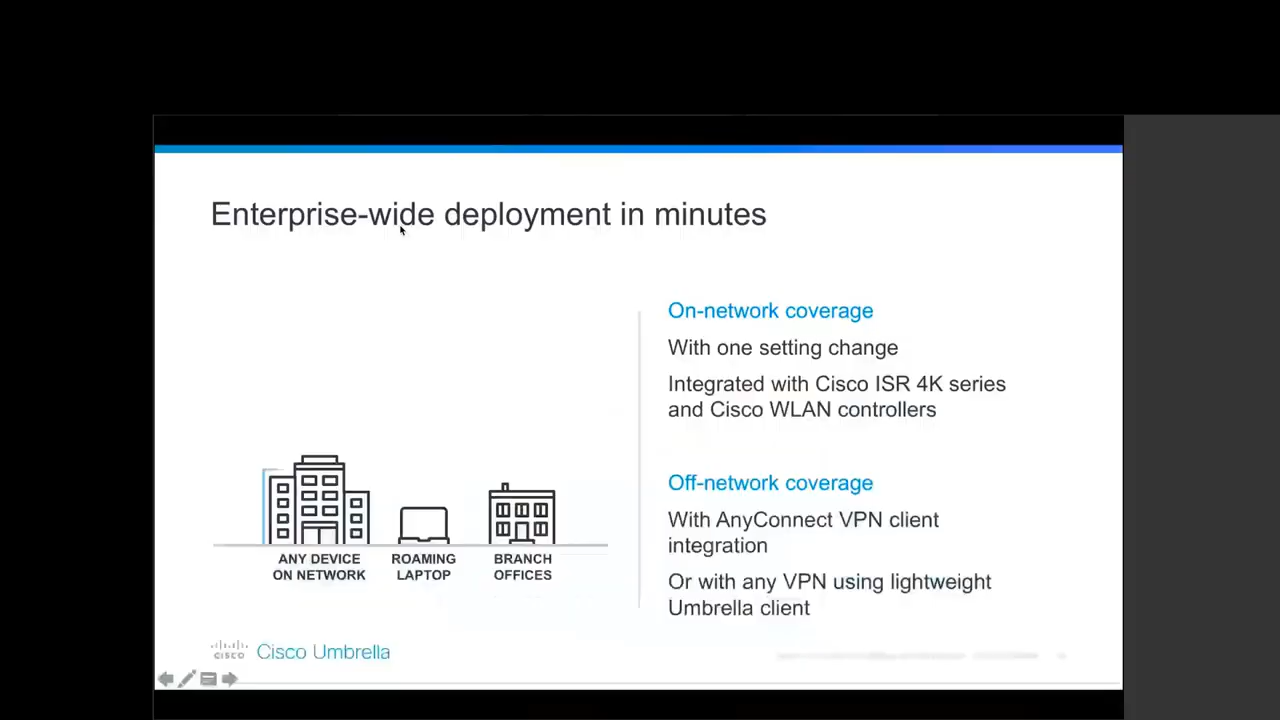 Enterprise-wide deployment in minutes
On-network coverage
With one setting change
Integrated with Cisco ISR 4K series
and Cisco WLAN controllers
Off-network coverage
With AnyConnect VPN client
integration
Or with any VPN using lightweight
Umbrella client
ANY DEVICE
ON NETWORK
ROAMING
LAPTOP
BRANCH
OFFICES
CISCO Cisco Umbrella